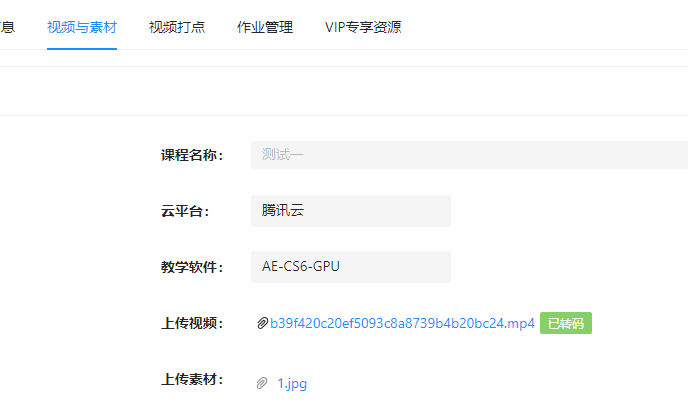 息 视频与素材 视频打点 作业管理 VIP专享资源
课程名称： 测试一
云平台： 腾讯云
教学软件： AE-CS6-GPU
上传视频： b39f420c20ef5093c8a8739b4b20bc24.mp4 已转码
上传素材： 1.jpg